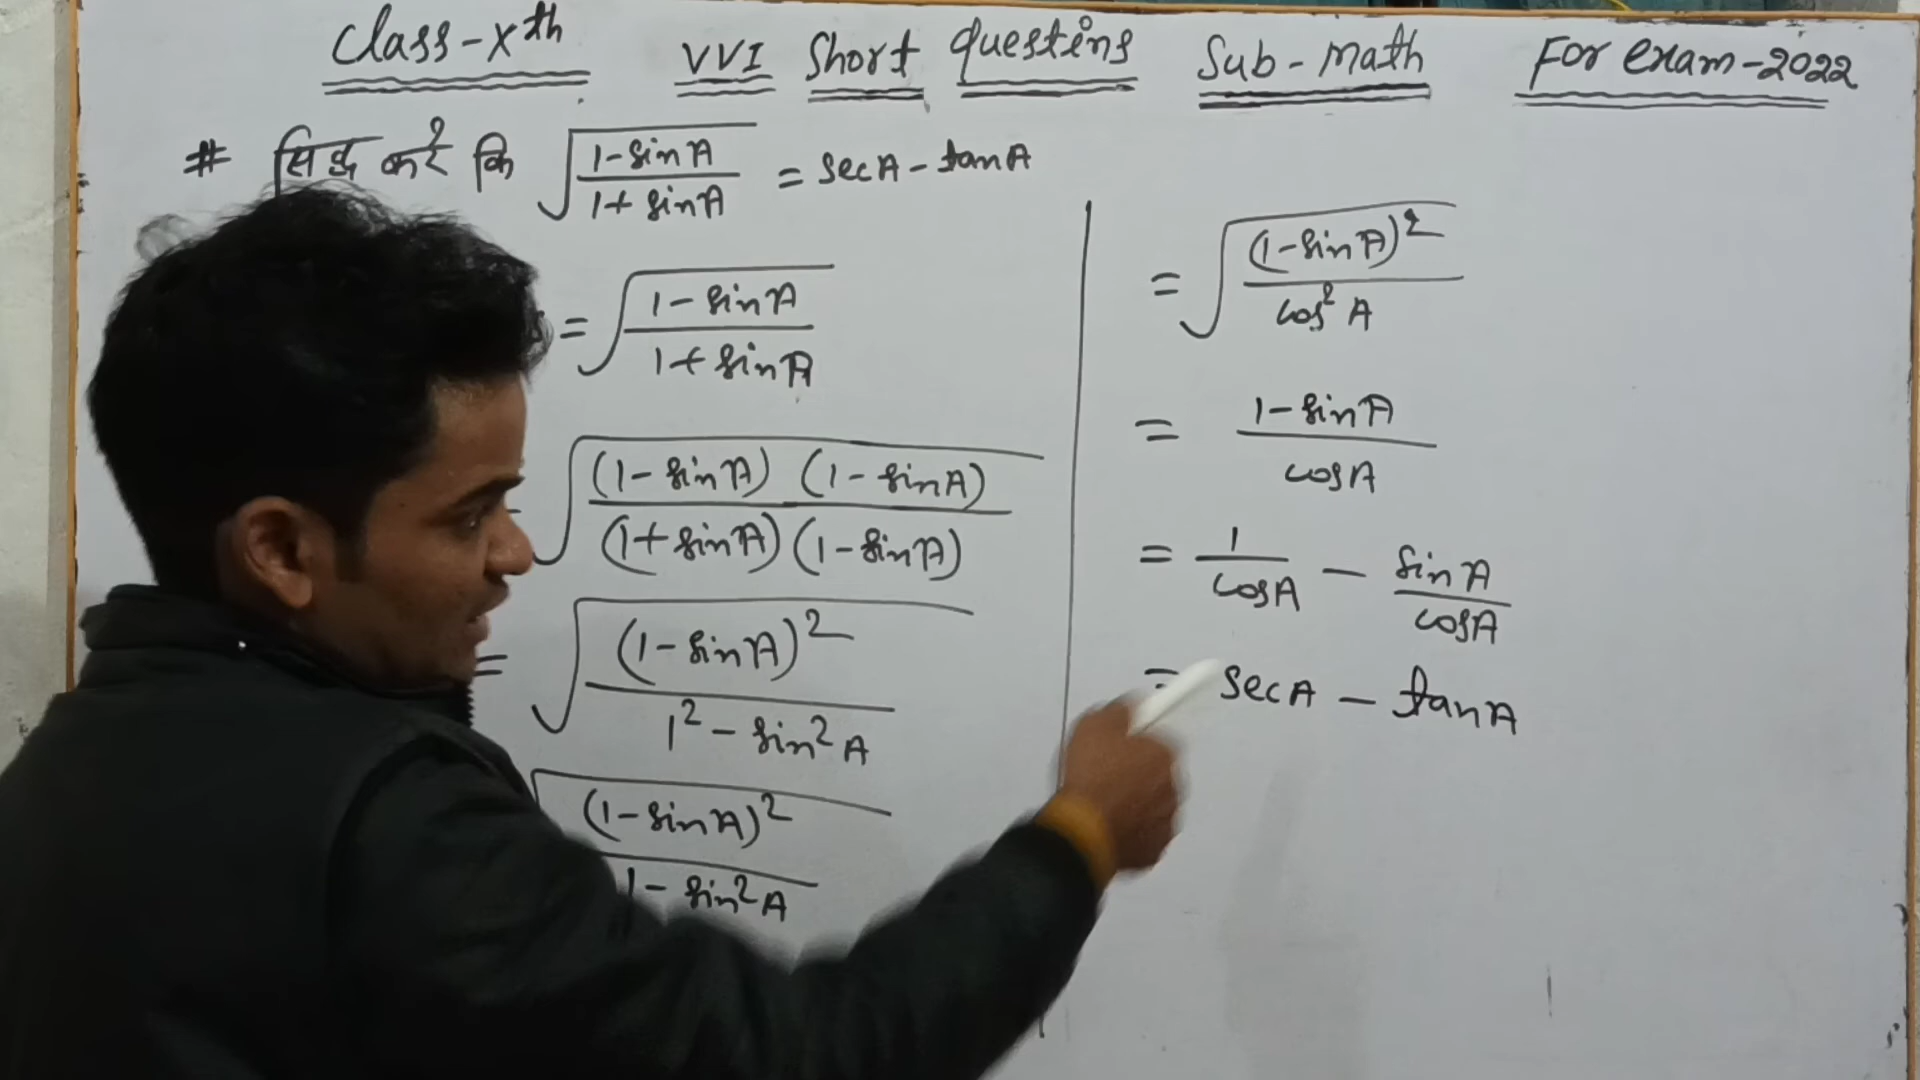 Class-Xth VVI Short Questions Sub-Math For exam-2022
# सिद्ध करें कि √((1-sinA)/(1+sinA)) = secA - tanA
= √((1-sinA)/(1+sinA))
= √((1-sinA) (1-sinA)/(1+sinA)(1-sinA))
= √((1-sinA)²/(1²-sin²A))
√((1-sinA)²/(1-sin²A))
= √((1-sinA)²/cos²A)
= (1-sinA)/cosA
= 1/cosA - sinA/cosA
= secA - tanA